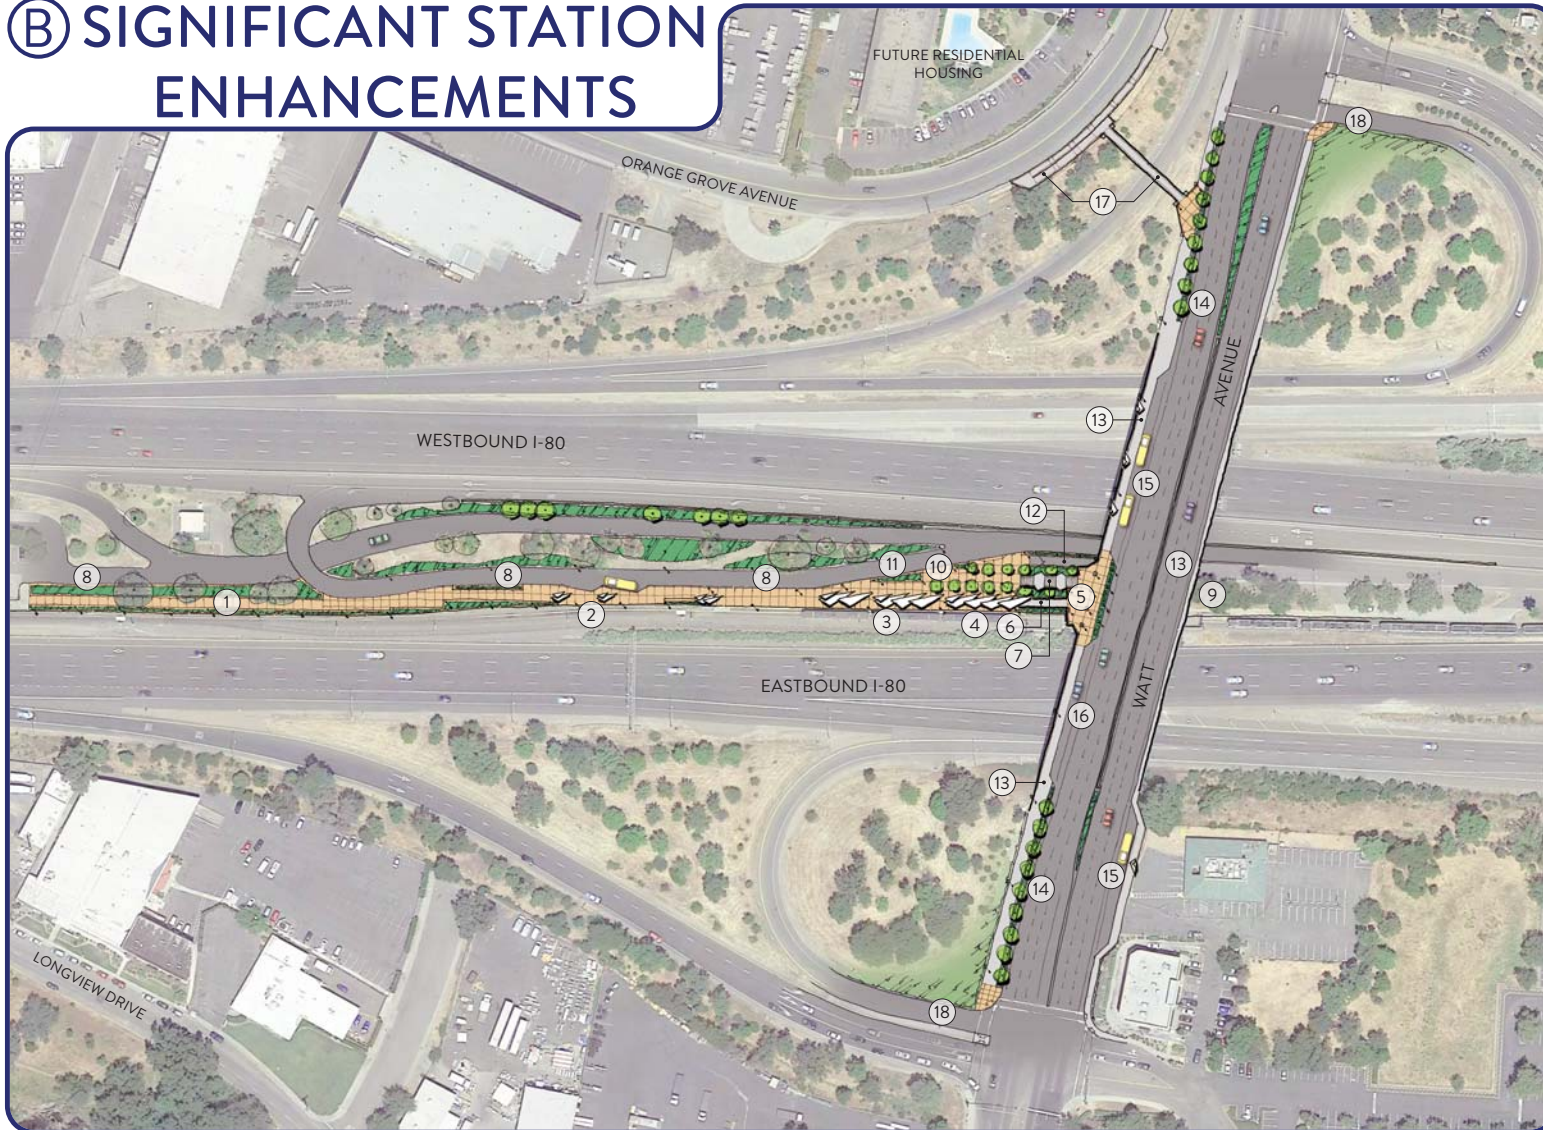 B SIGNIFICANT STATION
ENHANCEMENTS
FUTURE RESIDENTIAL
HOUSING
18
ORANGE GROVE AVENUE
17
14
AVENUE
13
WESTBOUND I-80
15
12
13
8
8
8
11
10
1
2
3
4
5
6
7
9
EASTBOUND I-80
WATT
16
13
14
15
LONGVIEW DRIVE
18